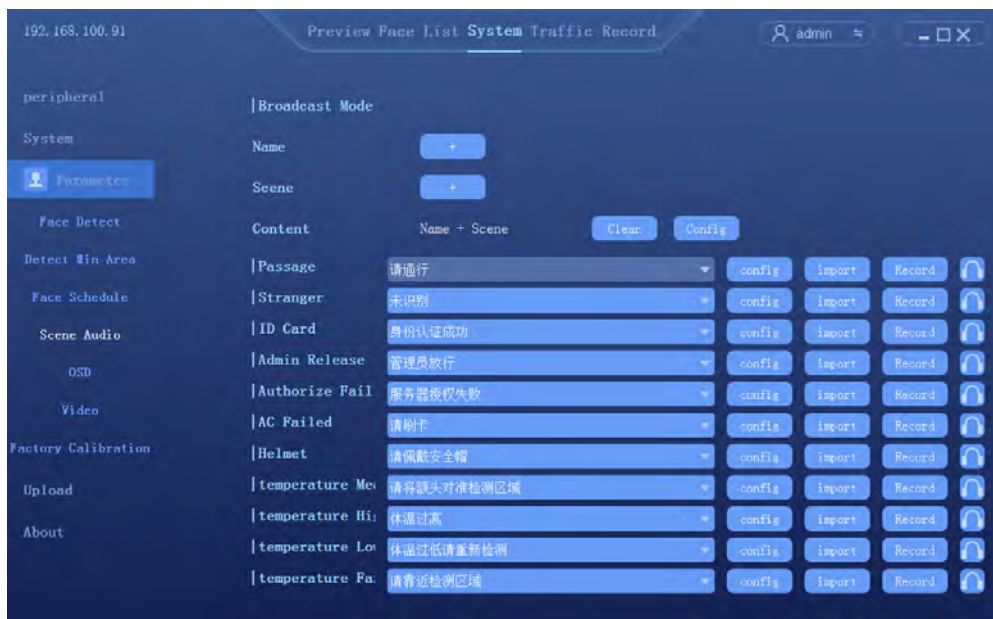 192.168.100.91
Preview Face List System Traffic Record
admin
peripheral
System
Parameter
Face Detect
Detect Min Area
Face Schedule
Scene Audio
OSD
Video
Factory Calibration
Upload
About
|Broadcast Mode
Name +
Scene +
Content Name + Scene Clear Config
|Passage 请通行 config import Record
|Stranger 未识别 config import Record
|ID Card 身份认证成功 config import Record
|Admin Release 管理员放行 config import Record
|Authorize Fail 服务器授权失败 config import Record
|AC Failed 请刷卡 config import Record
|Helmet 请佩戴安全帽 config import Record
|temperature Me 请将额头对准检测区域 config import Record
|temperature Hi 体温过高 config import Record
|temperature Lo 体温过低请重新检测 config import Record
|temperature Fa 请靠近检测区域 config import Record